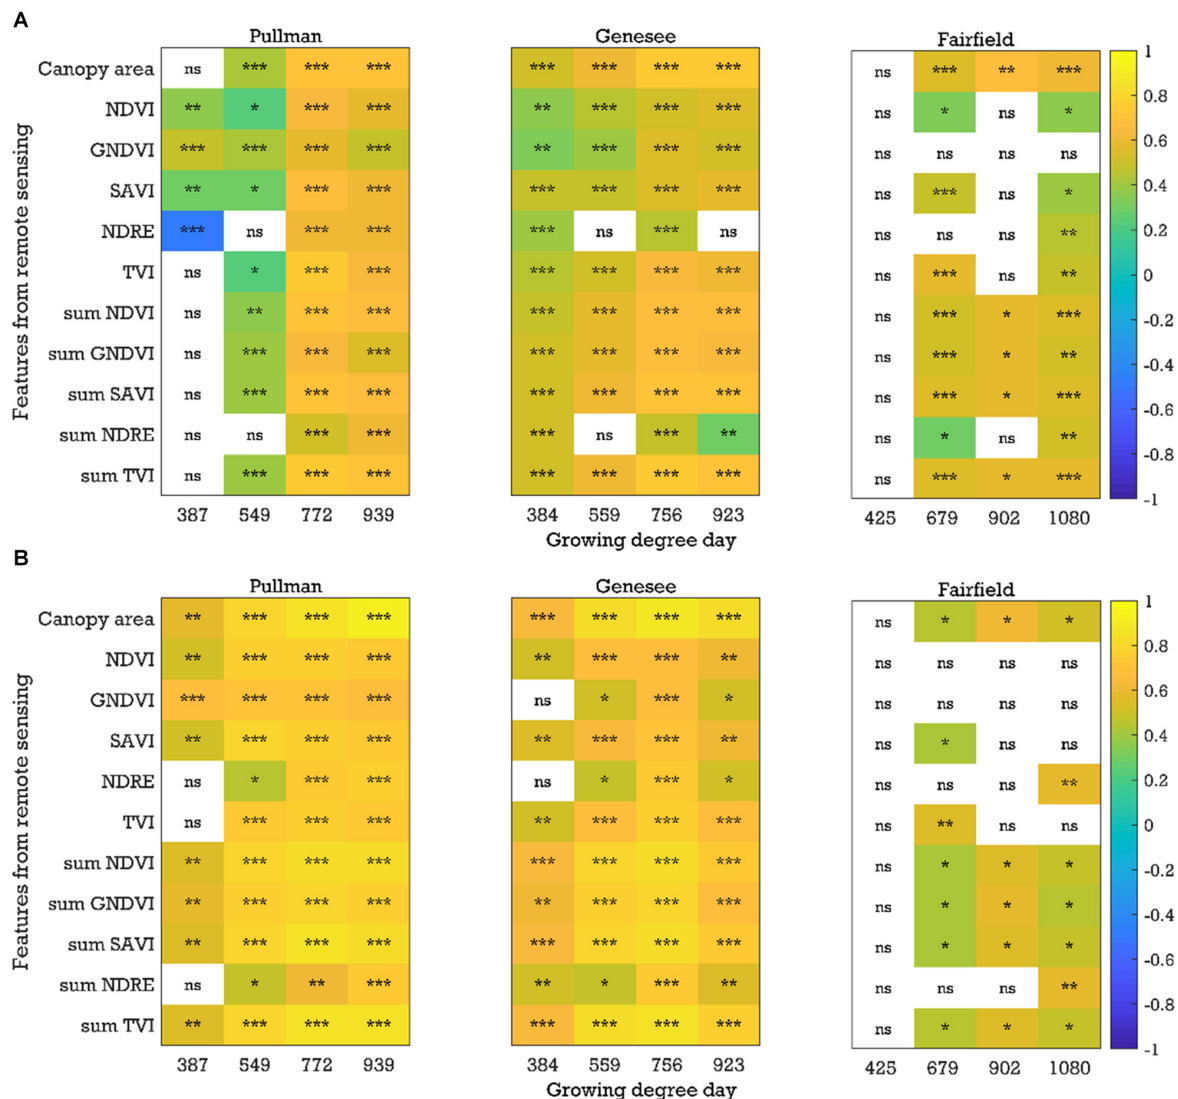 A
Pullman Genesee Fairfield
Features from remote sensing
Canopy area ns *** *** *** *** *** *** *** ns *** ** *** 1
NDVI ** * *** *** ** *** *** *** ns * ns * 0.8
GNDVI *** *** *** *** ** *** *** *** ns ns ns ns 0.6
SAVI ** * *** *** *** *** *** *** ns *** ns * 0.4
NDRE *** ns *** *** *** ns *** ns ns ns ns ** 0.2
TVI ns * *** *** *** *** *** *** ns *** ns ** 0
sum NDVI ns ** *** *** *** *** *** *** ns *** * *** -0.2
sum GNDVI ns *** *** *** *** *** *** *** ns *** * ** -0.4
sum SAVI ns *** *** *** *** *** *** *** ns *** * *** -0.6
sum NDRE ns ns *** *** *** ns *** ** ns * ns ** -0.8
sum TVI ns *** *** *** *** *** *** *** ns *** * *** -1
387 549 772 939 384 559 756 923 425 679 902 1080
Growing degree day
B
Pullman Genesee Fairfield
Features from remote sensing
Canopy area ** *** *** *** *** *** *** *** ns * * * 1
NDVI ** *** *** *** ** *** *** ** ns ns ns ns 0.8
GNDVI *** *** *** *** ns * *** * ns ns ns ns 0.6
SAVI ** *** *** *** ** *** *** ** ns * ns ns 0.4
NDRE ns * *** *** ns * *** * ns ns ns ** 0.2
TVI ns *** *** *** ** *** *** *** ns ** ns ns 0
sum NDVI ** *** *** *** *** *** *** *** ns * * * -0.2
sum GNDVI ** *** *** *** ** *** *** *** ns * * * -0.4
sum SAVI ** *** *** *** *** *** *** *** ns * * * -0.6
sum NDRE ns * ** *** ** * *** ** ns ns ns ** -0.8
sum TVI ** *** *** *** *** *** *** *** ns * * * -1
387 549 772 939 384 559 756 923 425 679 902 1080
Growing degree day